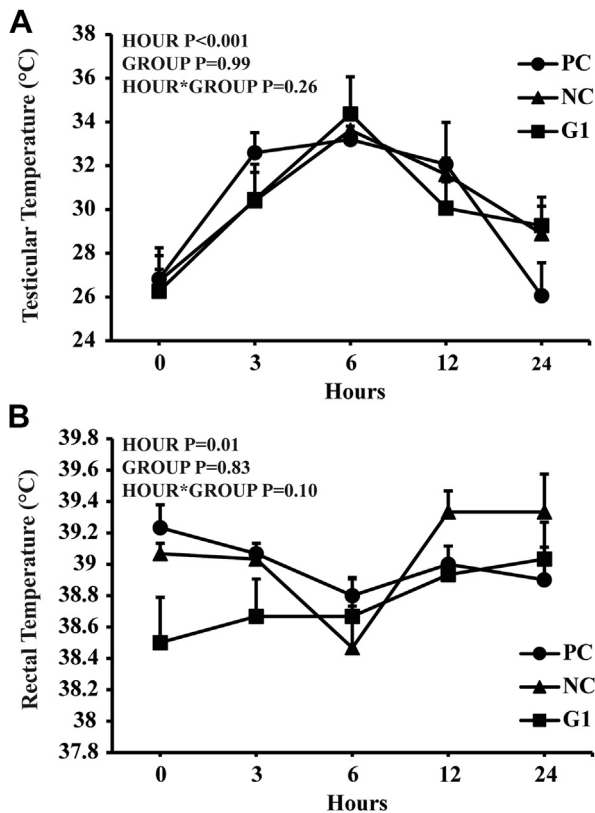 A
HOUR P<0.001
GROUP P=0.99
HOUR*GROUP P=0.26
PC
NC
G1
Testicular Temperature (°C)
38
36
34
32
30
28
26
24
0 3 6 12 24
Hours
B
HOUR P=0.01
GROUP P=0.83
HOUR*GROUP P=0.10
PC
NC
G1
Rectal Temperature (°C)
39.8
39.6
39.4
39.2
39
38.8
38.6
38.4
38.2
38
37.8
0 3 6 12 24
Hours